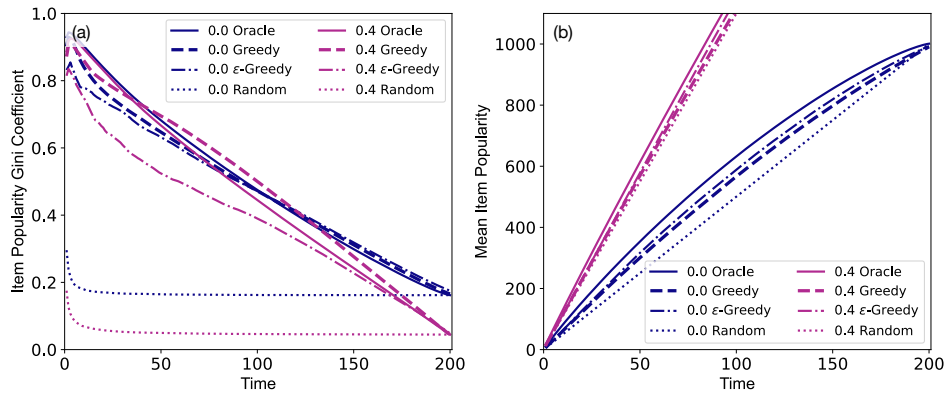 (a)
0.0 Oracle
0.4 Oracle
0.0 Greedy
0.4 Greedy
0.0 ε-Greedy
0.4 ε-Greedy
0.0 Random
0.4 Random
Item Popularity Gini Coefficient
1.0
0.8
0.6
0.4
0.2
0.0
0
50
100
150
200
Time
(b)
Mean Item Popularity
1000
800
600
400
200
0
0.0 Oracle
0.4 Oracle
0.0 Greedy
0.4 Greedy
0.0 ε-Greedy
0.4 ε-Greedy
0.0 Random
0.4 Random
0
50
100
150
200
Time